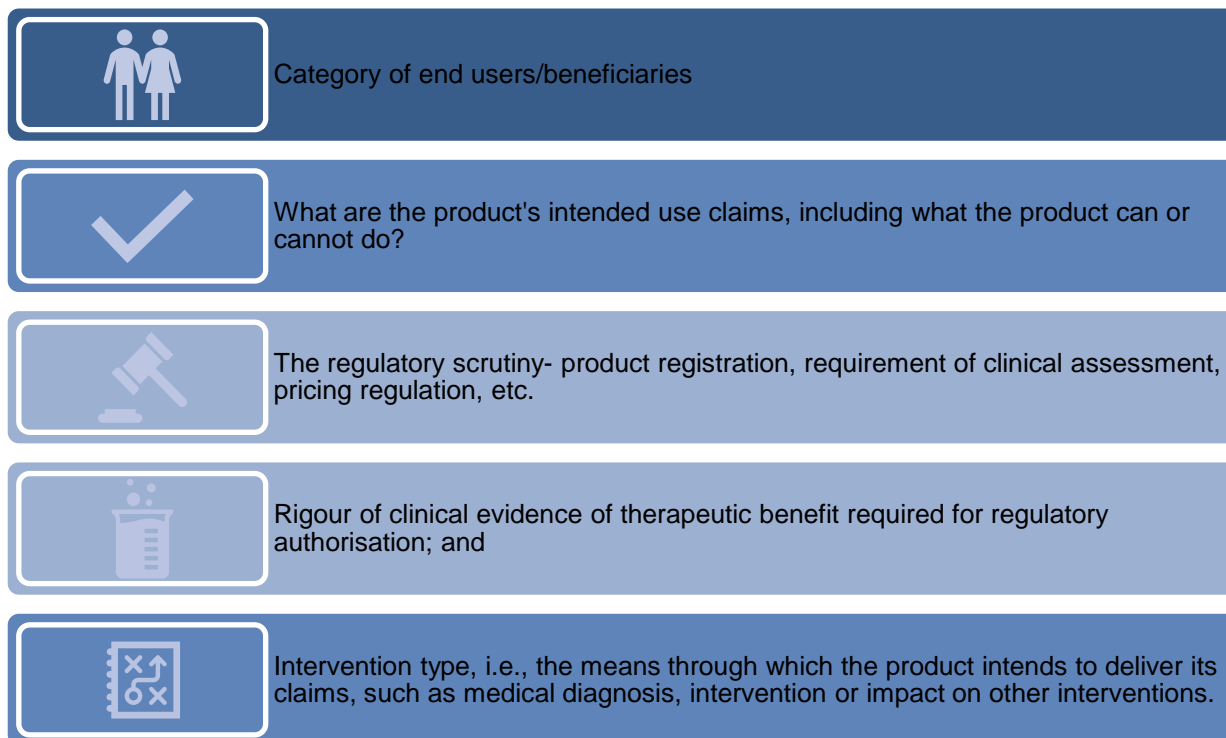 Category of end users/beneficiaries
What are the product's intended use claims, including what the product can or
cannot do?
The regulatory scrutiny- product registration, requirement of clinical assessment,
pricing regulation, etc.
Rigour of clinical evidence of therapeutic benefit required for regulatory
authorisation; and
Intervention type, i.e., the means through which the product intends to deliver its
claims, such as medical diagnosis, intervention or impact on other interventions.